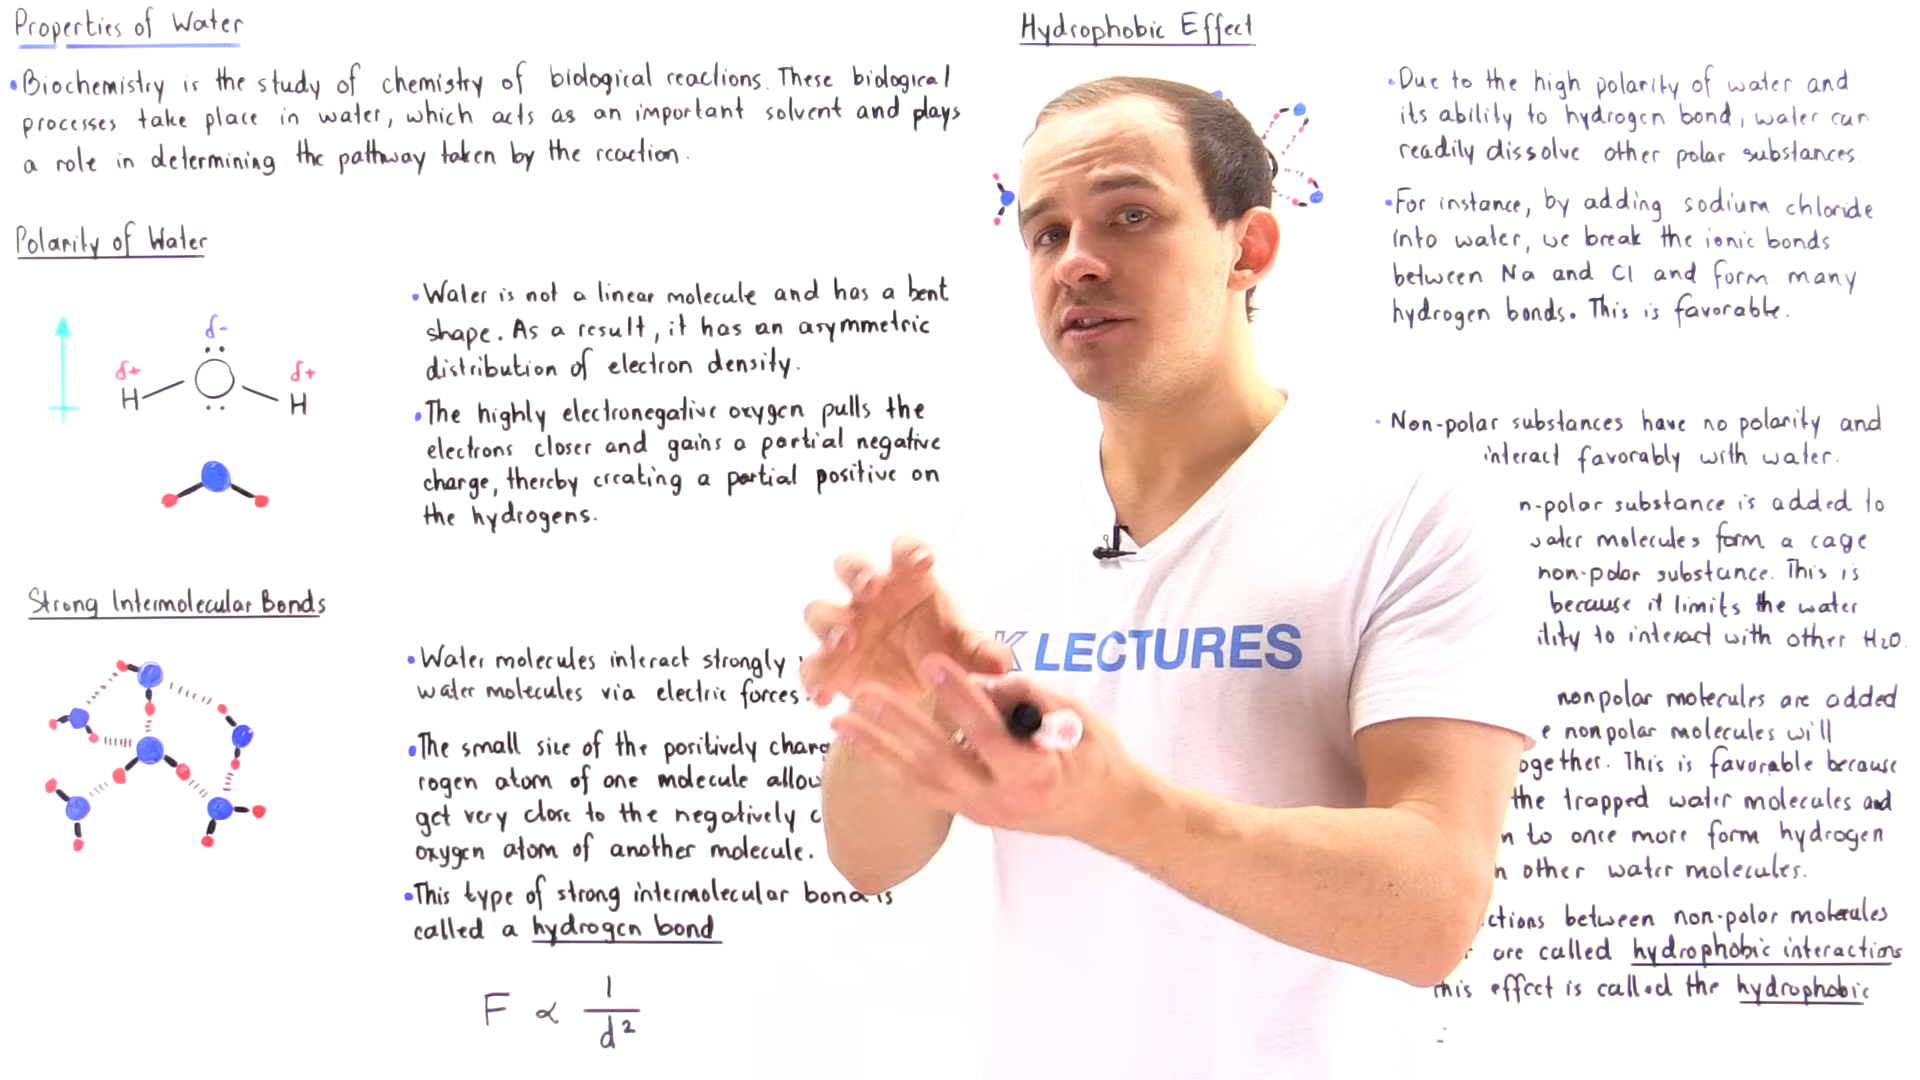 Properties of Water
•Biochemistry is the study of chemistry of biological reactions. These biological
processes take place in water, which acts as an important solvent and plays
a role in determining the pathway taken by the reaction.
Polarity of Water
δ-
δ+
δ+
H
H
•Water is not a linear molecule and has a bent
shape. As a result, it has an asymmetric
distribution of electron density.
•The highly electronegative oxygen pulls the
electrons closer and gains a partial negative
charge, thereby creating a partial positive on
the hydrogens.
Strong Intermolecular Bonds
•Water molecules interact strongly
water molecules via electric forces.
•The small size of the positively charg
rogen atom of one molecule allow
get very close to the negatively c
oxygen atom of another molecule.
•This type of strong intermolecular bond is
called a hydrogen bond
F ∝ 1/d²
Hydrophobic Effect
•Due to the high polarity of water and
its ability to hydrogen bond, water can
readily dissolve other polar substances
•For instance, by adding sodium chloride
into water, we break the ionic bonds
between Na and Cl and form many
hydrogen bonds. This is favorable.
•Non-polar substances have no polarity and
interact favorably with water.
n-polar substance is added to
water molecules form a cage
non-polar substance. This is
because it limits the water
ility to interact with other H2O.
nonpolar molecules are added
e nonpolar molecules will
ogether. This is favorable because
the trapped water molecules and
m to once more form hydrogen
h other water molecules.
ctions between non-polar molecules
are called hydrophobic interactions
this effect is called the hydrophobic
K LECTURES